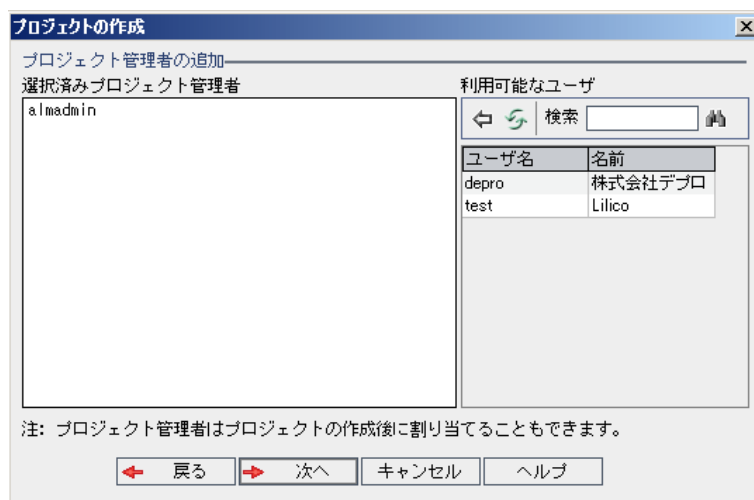 プロジェクトの作成
プロジェクト管理者の追加
選択済みプロジェクト管理者
almadmin
利用可能なユーザ
検索
ユーザ名 名前
depro 株式会社デプロ
test Lilico
注: プロジェクト管理者はプロジェクトの作成後に割り当てることもできます。
戻る 次へ キャンセル ヘルプ